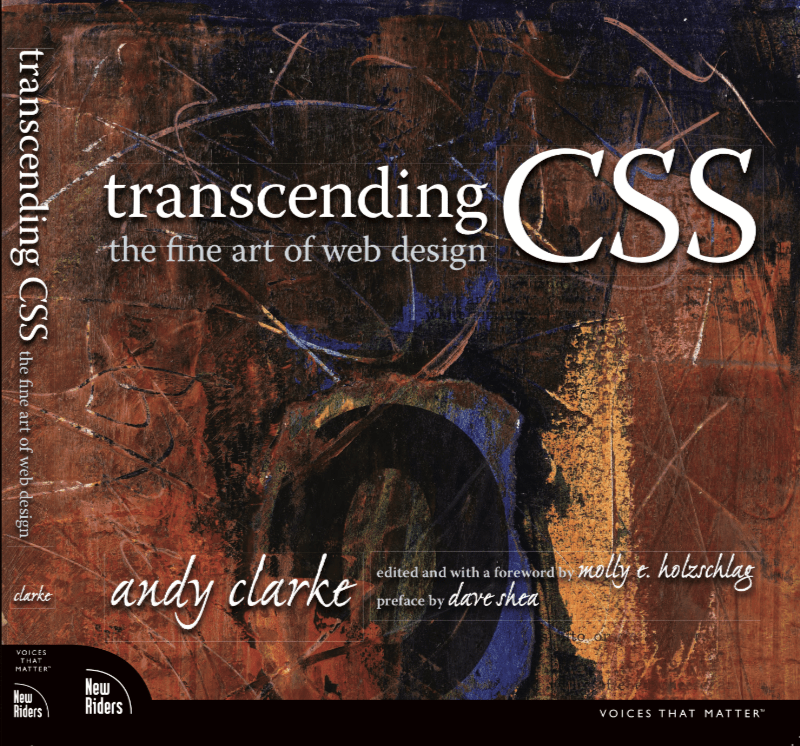 transcending CSS the fine art of web design
clarke
VOICES
THAT
MATTER™
New
Riders
transcending CSS
the fine art of web design
andy clarke
edited and with a foreword by molly e. holzschlag
preface by dave shea
New
Riders
VOICES THAT MATTER™